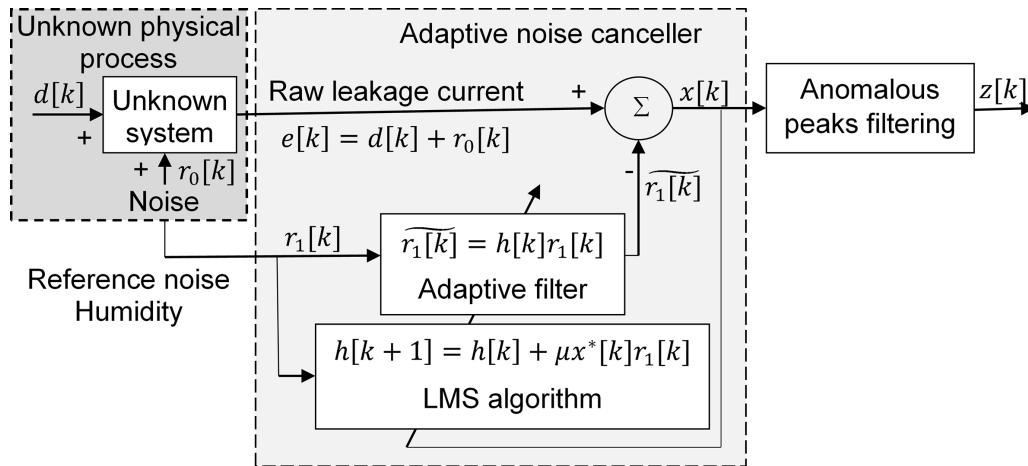 Unknown physical
process
d[k]
+
Unknown
system
+
r₀[k]
Noise
Adaptive noise canceller
Raw leakage current
e[k] = d[k] + r₀[k]
+
Σ
x[k]
-
r͠₁[k]
Anomalous
peaks filtering
z[k]
r₁[k]
Reference noise
Humidity
r͠₁[k] = h[k]r₁[k]
Adaptive filter
h[k + 1] = h[k] + μx*[k]r₁[k]
LMS algorithm